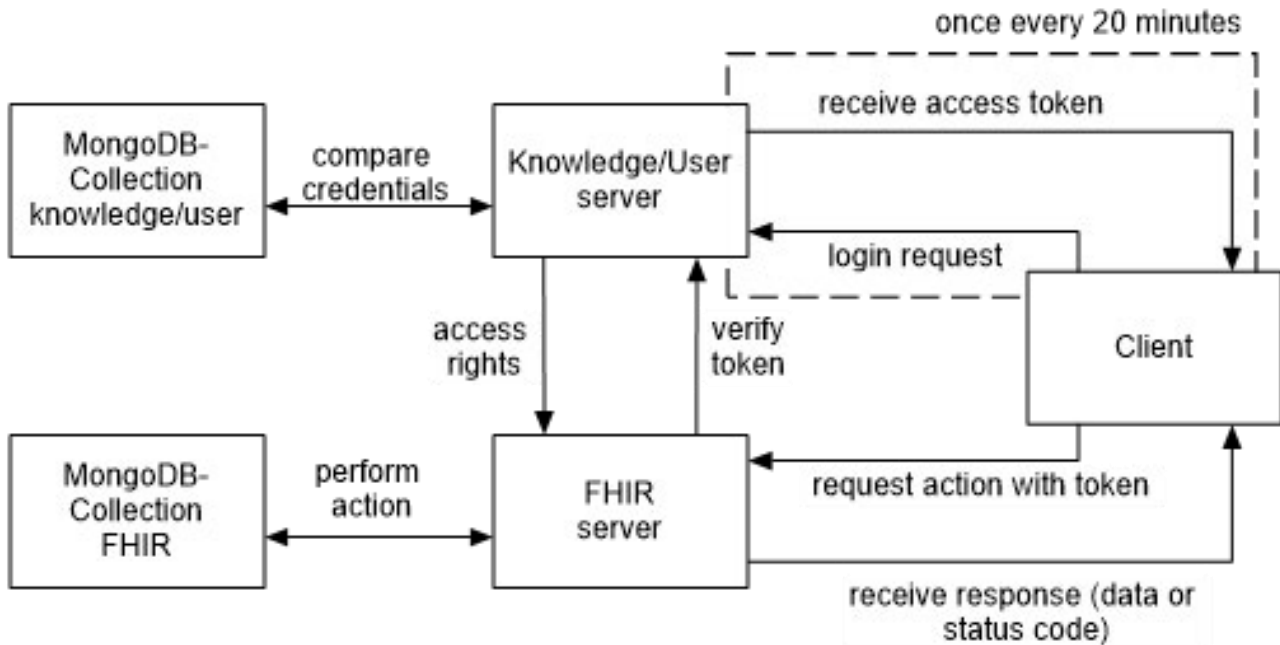 once every 20 minutes
receive access token
MongoDB-
Collection
knowledge/user
compare
credentials
Knowledge/User
server
login request
access
rights
verify
token
Client
MongoDB-
Collection
FHIR
perform
action
FHIR
server
request action with token
receive response (data or
status code)